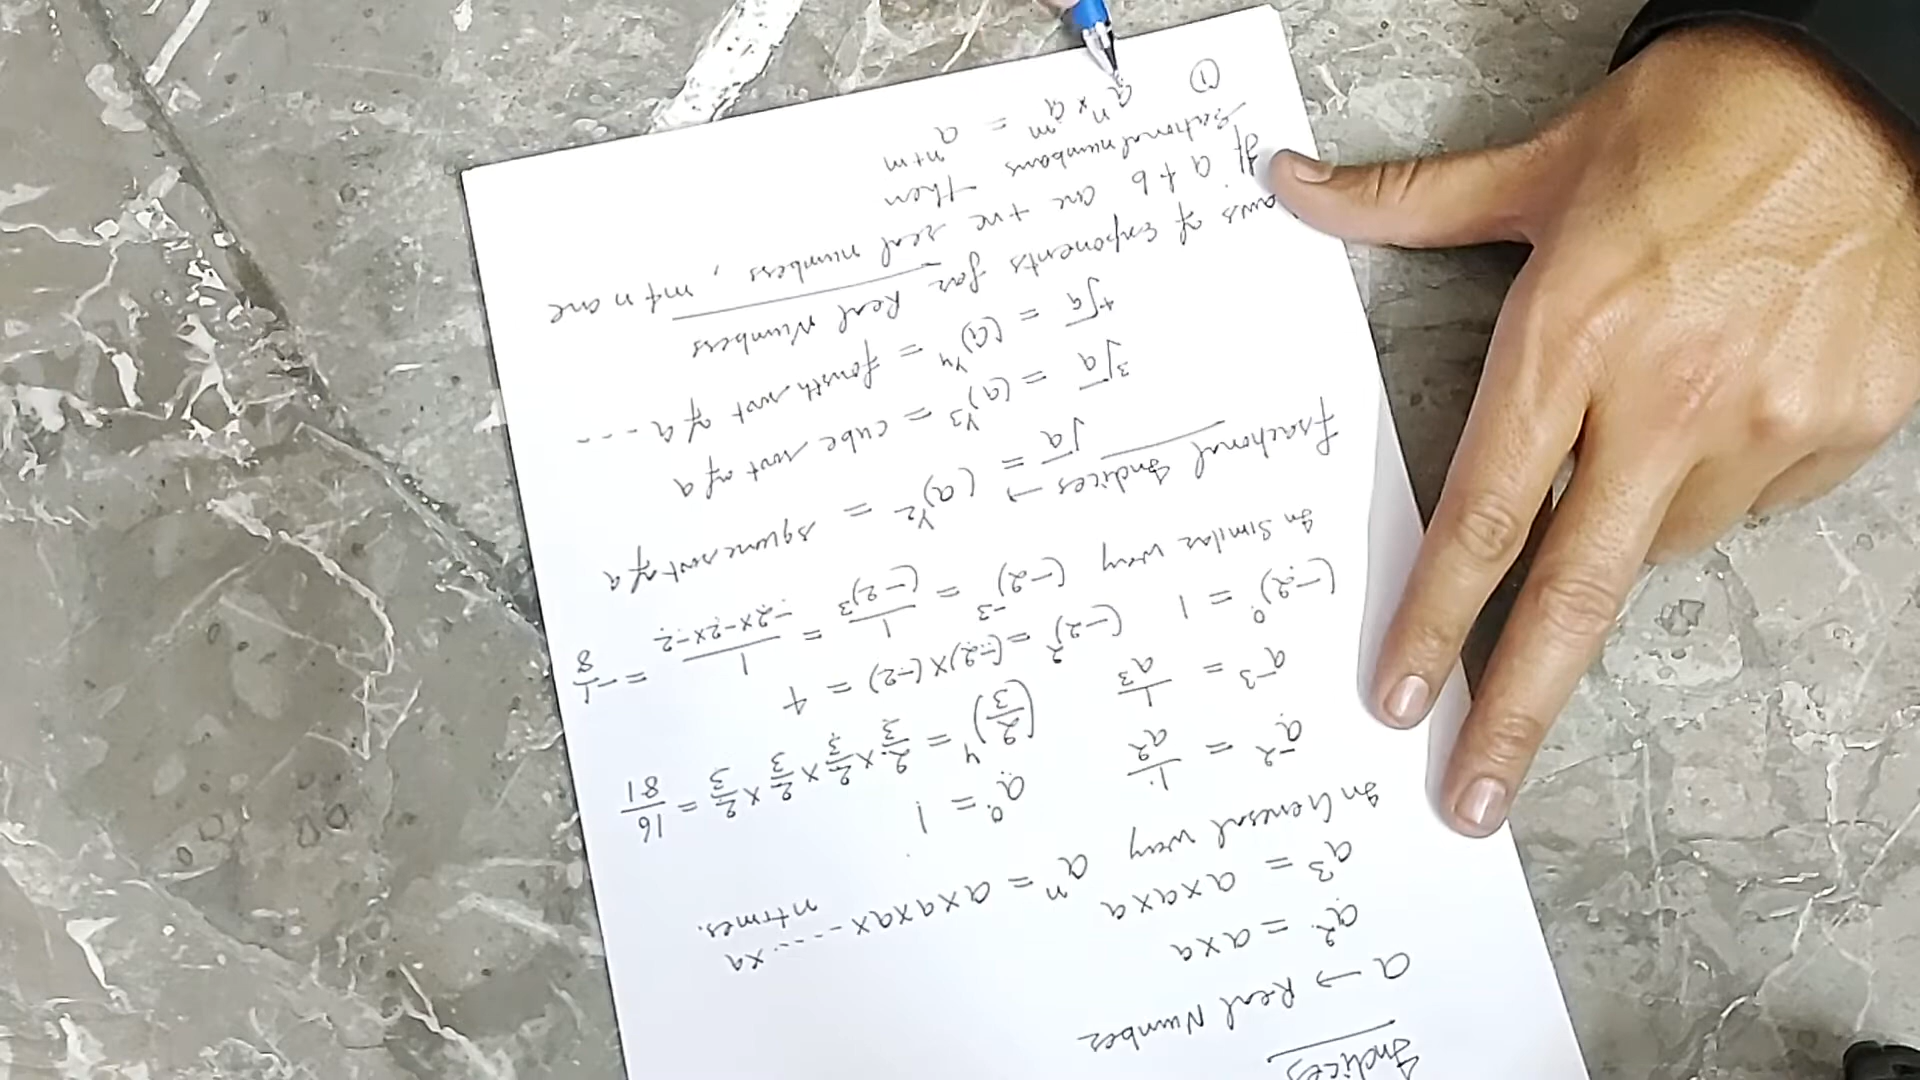 Indices
a → Real Number
a² = a×a
a³ = a×a×a
In General way aⁿ = a×a×a×----×a
n times.
a⁻² = 1/a² a⁰ = 1
a⁻³ = 1/a³ (2/3)⁴ = 2/3 × 2/3 × 2/3 × 2/3 = 16/81
(-2)⁰ = 1 (-2)² = (-2)×(-2) = 4
In Similar way (-2)⁻³ = 1/(-2)³ = 1/-2×-2×-2 = -1/8
Fractional Indices →
√a = (a)^1/2 = square root of a
³√a = (a)^1/3 = cube root of a
⁴√a = (a)^1/4 = fourth root of a ----
of Exponents for Real Numbers
If a & b are +ve real numbers, m & n are
Rational numbers then
① aⁿ × aᵐ = aⁿ⁺ᵐ